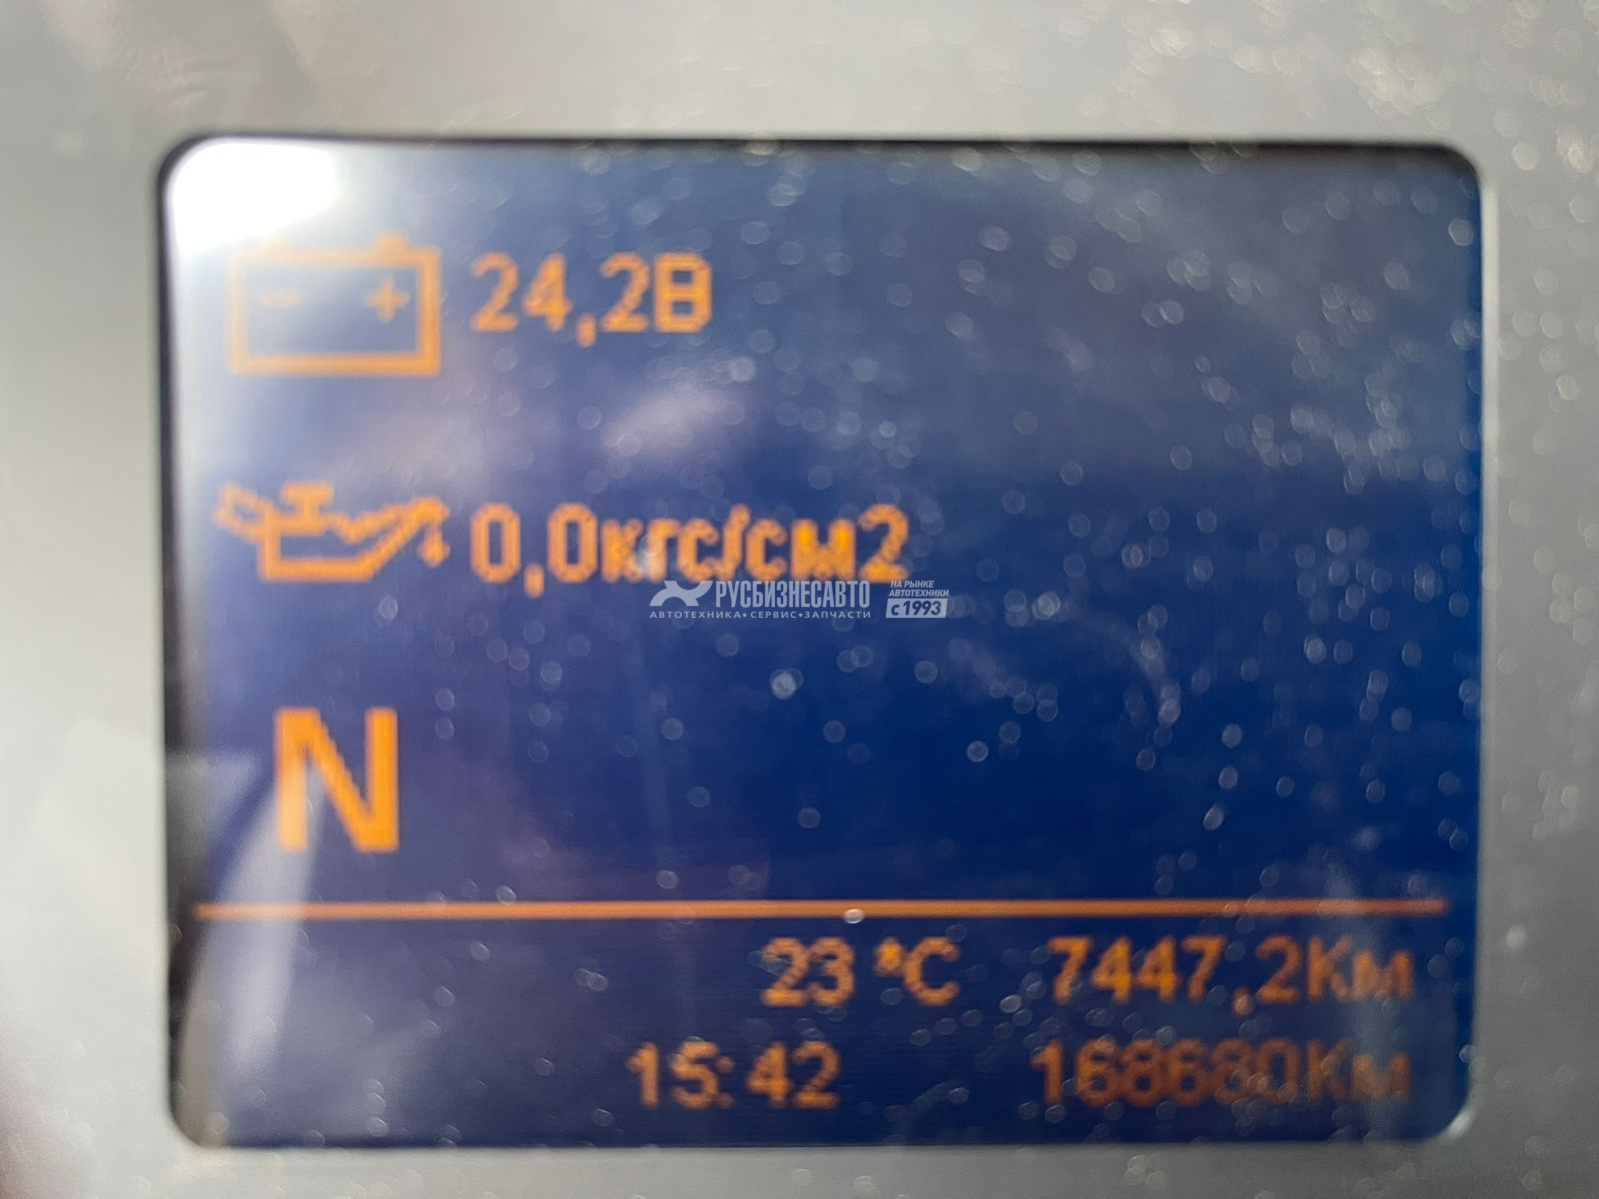 - + 24,2В
0,0кгс/см2
РУСБИЗНЕСАВТО
АВТОТЕХНИКА•СЕРВИС•ЗАПЧАСТИ
НА РЫНКЕ
АВТОТЕХНИКИ
с 1993
N
23 °C 7447,2Км
15:42 168680Км